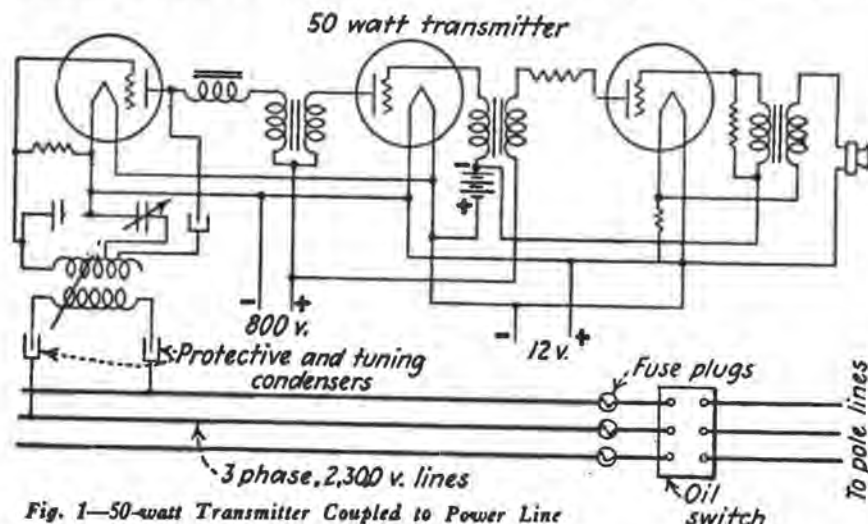 50 watt transmitter
-
+
- +
800 v.
- +
12 v.
Protective and tuning
condensers
Fuse plugs
To pole lines
3 phase, 2,300 v. lines
Oil
switch
Fig. 1—50-watt Transmitter Coupled to Power Line